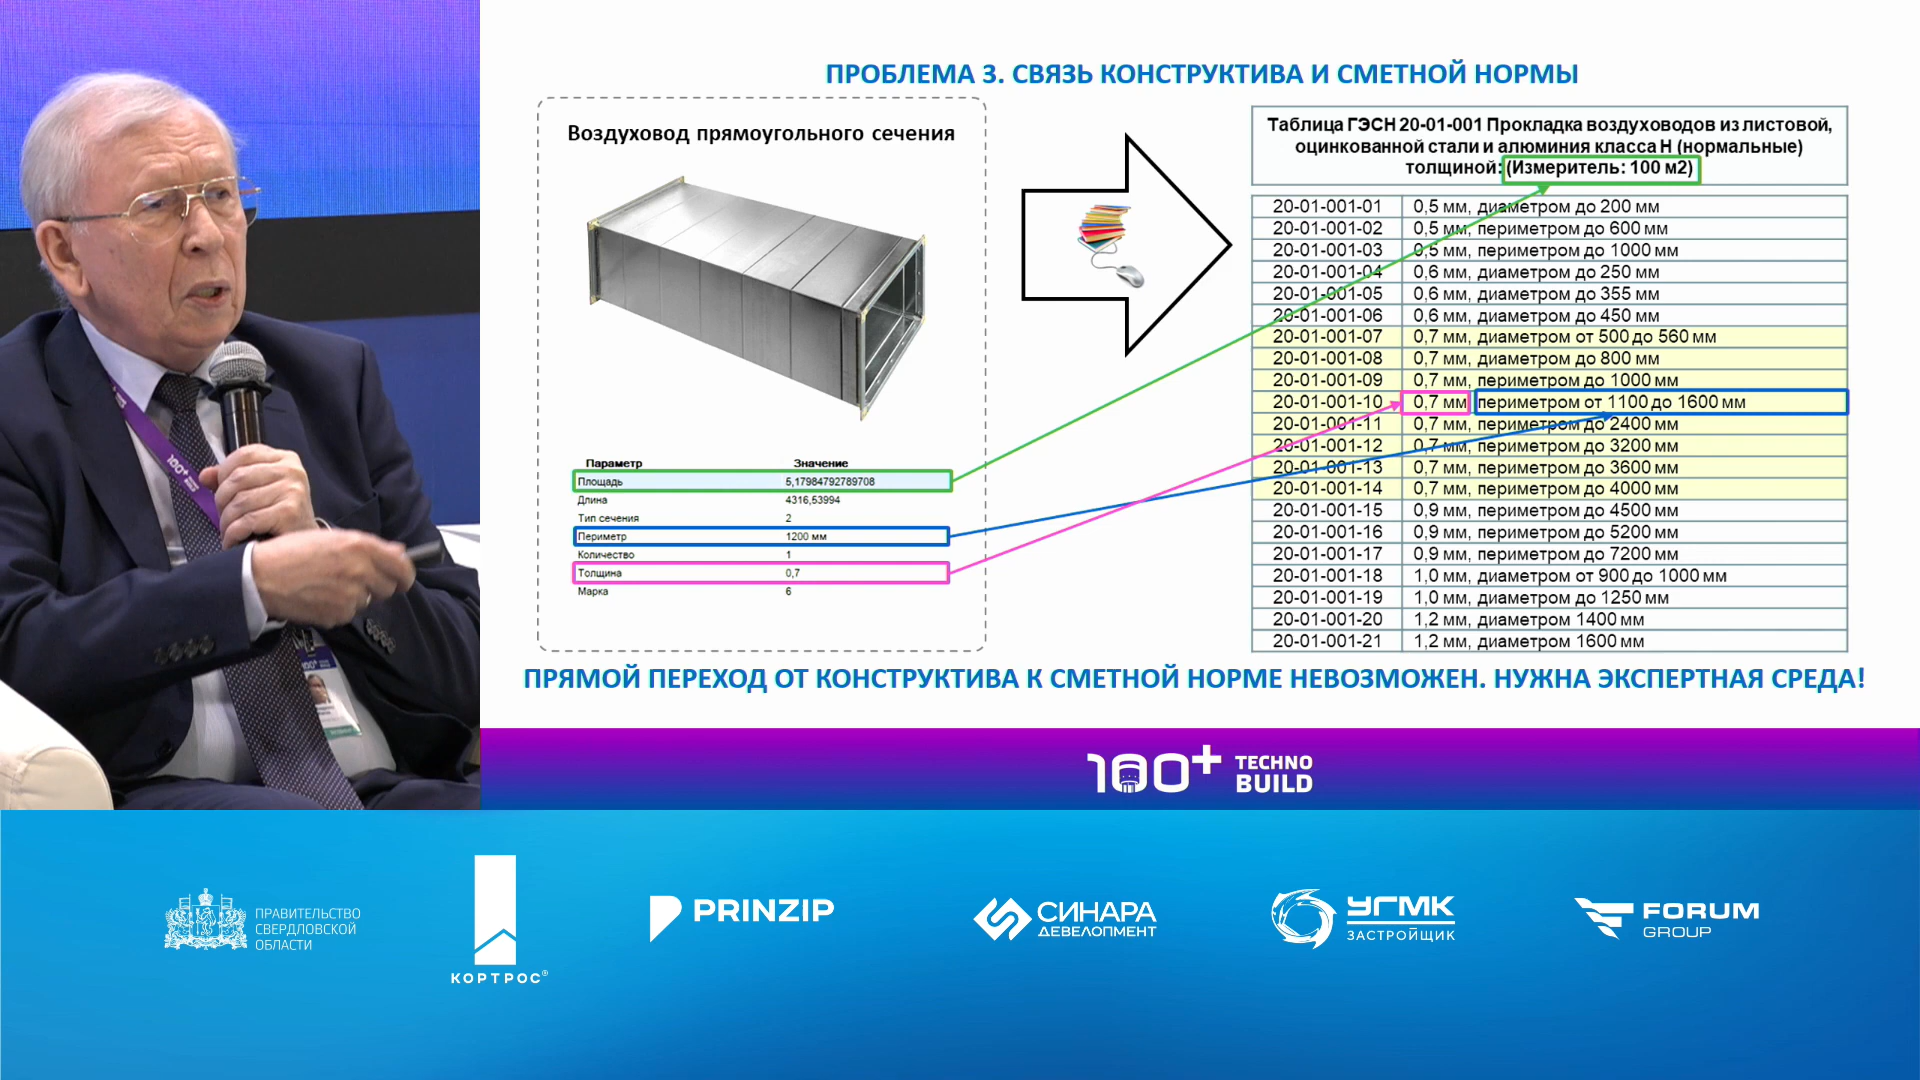 ПРОБЛЕМА 3. СВЯЗЬ КОНСТРУКТИВА И СМЕТНОЙ НОРМЫ
Воздуховод прямоугольного сечения
Параметр Значение
Площадь 5,17984792789708
Длина 4316,53994
Тип сечения 2
Периметр 1200 мм
Количество 1
Толщина 0,7
Марка 6
Таблица ГЭСН 20-01-001 Прокладка воздуховодов из листовой,
оцинкованной стали и алюминия класса Н (нормальные)
толщиной: (Измеритель: 100 м2)
20-01-001-01 0,5 мм, диаметром до 200 мм
20-01-001-02 0,5 мм, периметром до 600 мм
20-01-001-03 0,5 мм, периметром до 1000 мм
20-01-001-04 0,6 мм, диаметром до 250 мм
20-01-001-05 0,6 мм, диаметром до 355 мм
20-01-001-06 0,6 мм, диаметром до 450 мм
20-01-001-07 0,7 мм, диаметром от 500 до 560 мм
20-01-001-08 0,7 мм, диаметром до 800 мм
20-01-001-09 0,7 мм, периметром до 1000 мм
20-01-001-10 0,7 мм, периметром от 1100 до 1600 мм
20-01-001-11 0,7 мм, периметром до 2400 мм
20-01-001-12 0,7 мм, периметром до 3200 мм
20-01-001-13 0,7 мм, периметром до 3600 мм
20-01-001-14 0,7 мм, периметром до 4000 мм
20-01-001-15 0,9 мм, периметром до 4500 мм
20-01-001-16 0,9 мм, периметром до 5200 мм
20-01-001-17 0,9 мм, периметром до 7200 мм
20-01-001-18 1,0 мм, диаметром от 900 до 1000 мм
20-01-001-19 1,0 мм, диаметром до 1250 мм
20-01-001-20 1,2 мм, диаметром 1400 мм
20-01-001-21 1,2 мм, диаметром 1600 мм
ПРЯМОЙ ПЕРЕХОД ОТ КОНСТРУКТИВА К СМЕТНОЙ НОРМЕ НЕВОЗМОЖЕН. НУЖНА ЭКСПЕРТНАЯ СРЕДА!
100+ TECHNO
BUILD
100+
ПРАВИТЕЛЬСТВО
СВЕРДЛОВСКОЙ
ОБЛАСТИ
КОРТРОС®
PRINZIP
СИНАРА
ДЕВЕЛОПМЕНТ
УГМК
ЗАСТРОЙЩИК
FORUM
GROUP